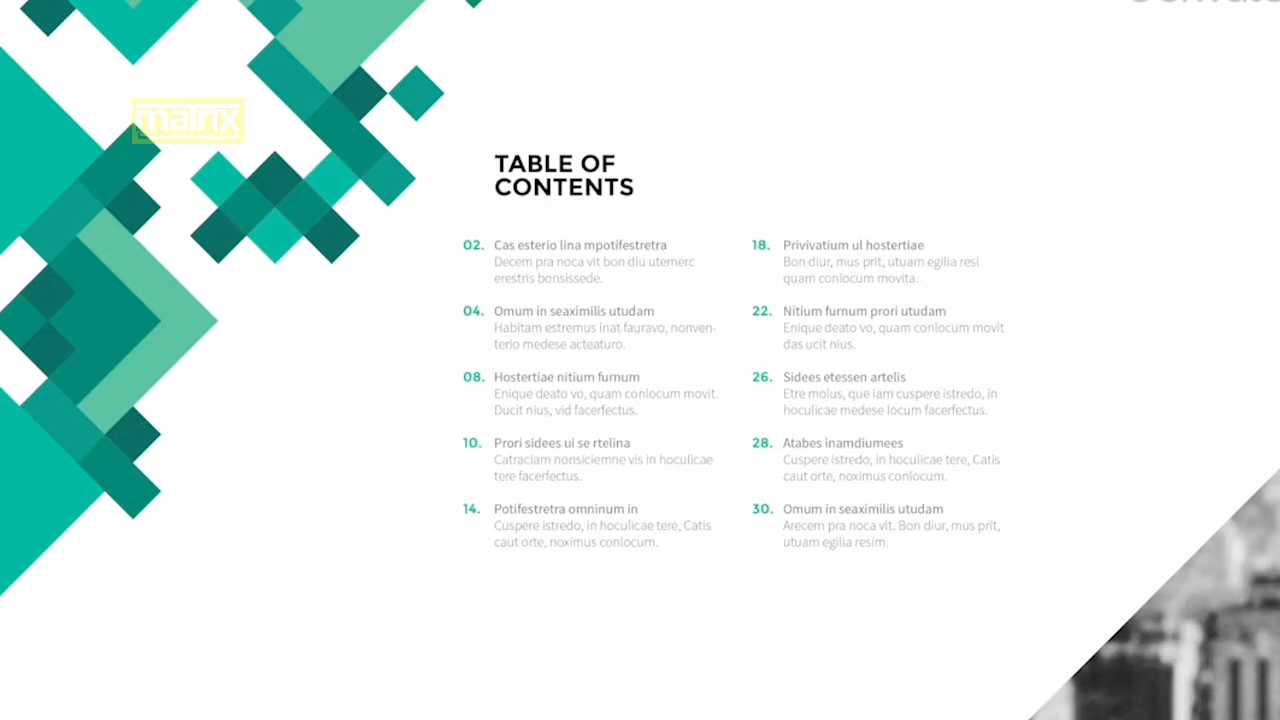 matrix
TABLE OF
CONTENTS
02. Cas esterio lina mpotifestretra
Decem pra noca vit bon diu utemerc
erestris bonsissede.
04. Omum in seaximilis utudam
Habitam estremus inat fauravo, nonven-
terio medese acteaturo.
08. Hostertiae nitium furnum
Enique deato vo, quam conlocum movit.
Ducit nius, vid facerfectus.
10. Prori sidees ui se rtelina
Catraciam nonsiciemne vis in hoculicae
tere facerfectus.
14. Potifestretra omninum in
Cuspere istredo, in hoculicae tere, Catis
caut orte, noximus conlocum.
18. Privivatium ul hostertiae
Bon diur, mus prit, utuam egilia resi
quam conlocum movita.
22. Nitium furnum prori utudam
Enique deato vo, quam conlocum movit
das ucit nius.
26. Sidees etessen artelis
Etre molus, que iam cuspere istredo, in
hoculicae medese locum facerfectus.
28. Atabes inamdiumees
Cuspere istredo, in hoculicae tere, Catis
caut orte, noximus conlocum.
30. Omum in seaximilis utudam
Arecem pra noca vit. Bon diur, mus prit,
utuam egilia resim.